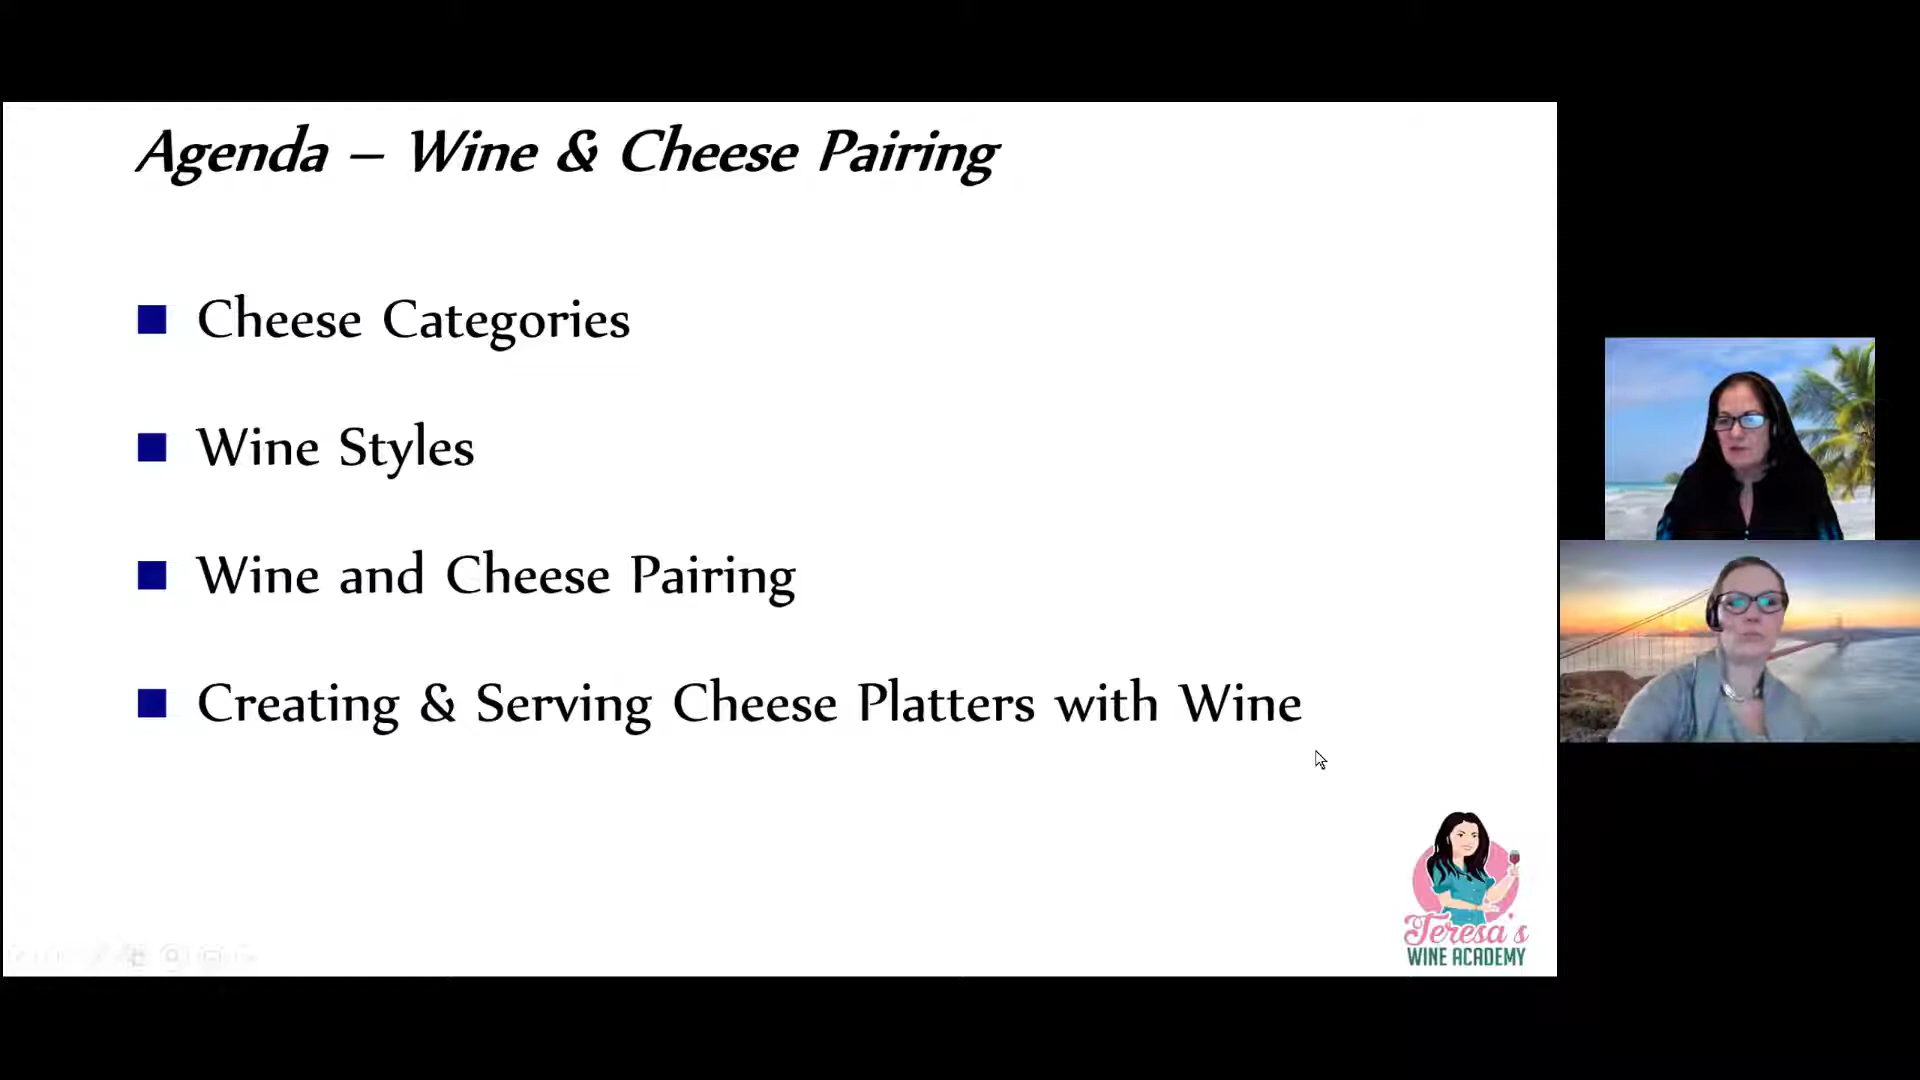 Agenda – Wine & Cheese Pairing
Cheese Categories
Wine Styles
Wine and Cheese Pairing
Creating & Serving Cheese Platters with Wine
Teresa's
WINE ACADEMY